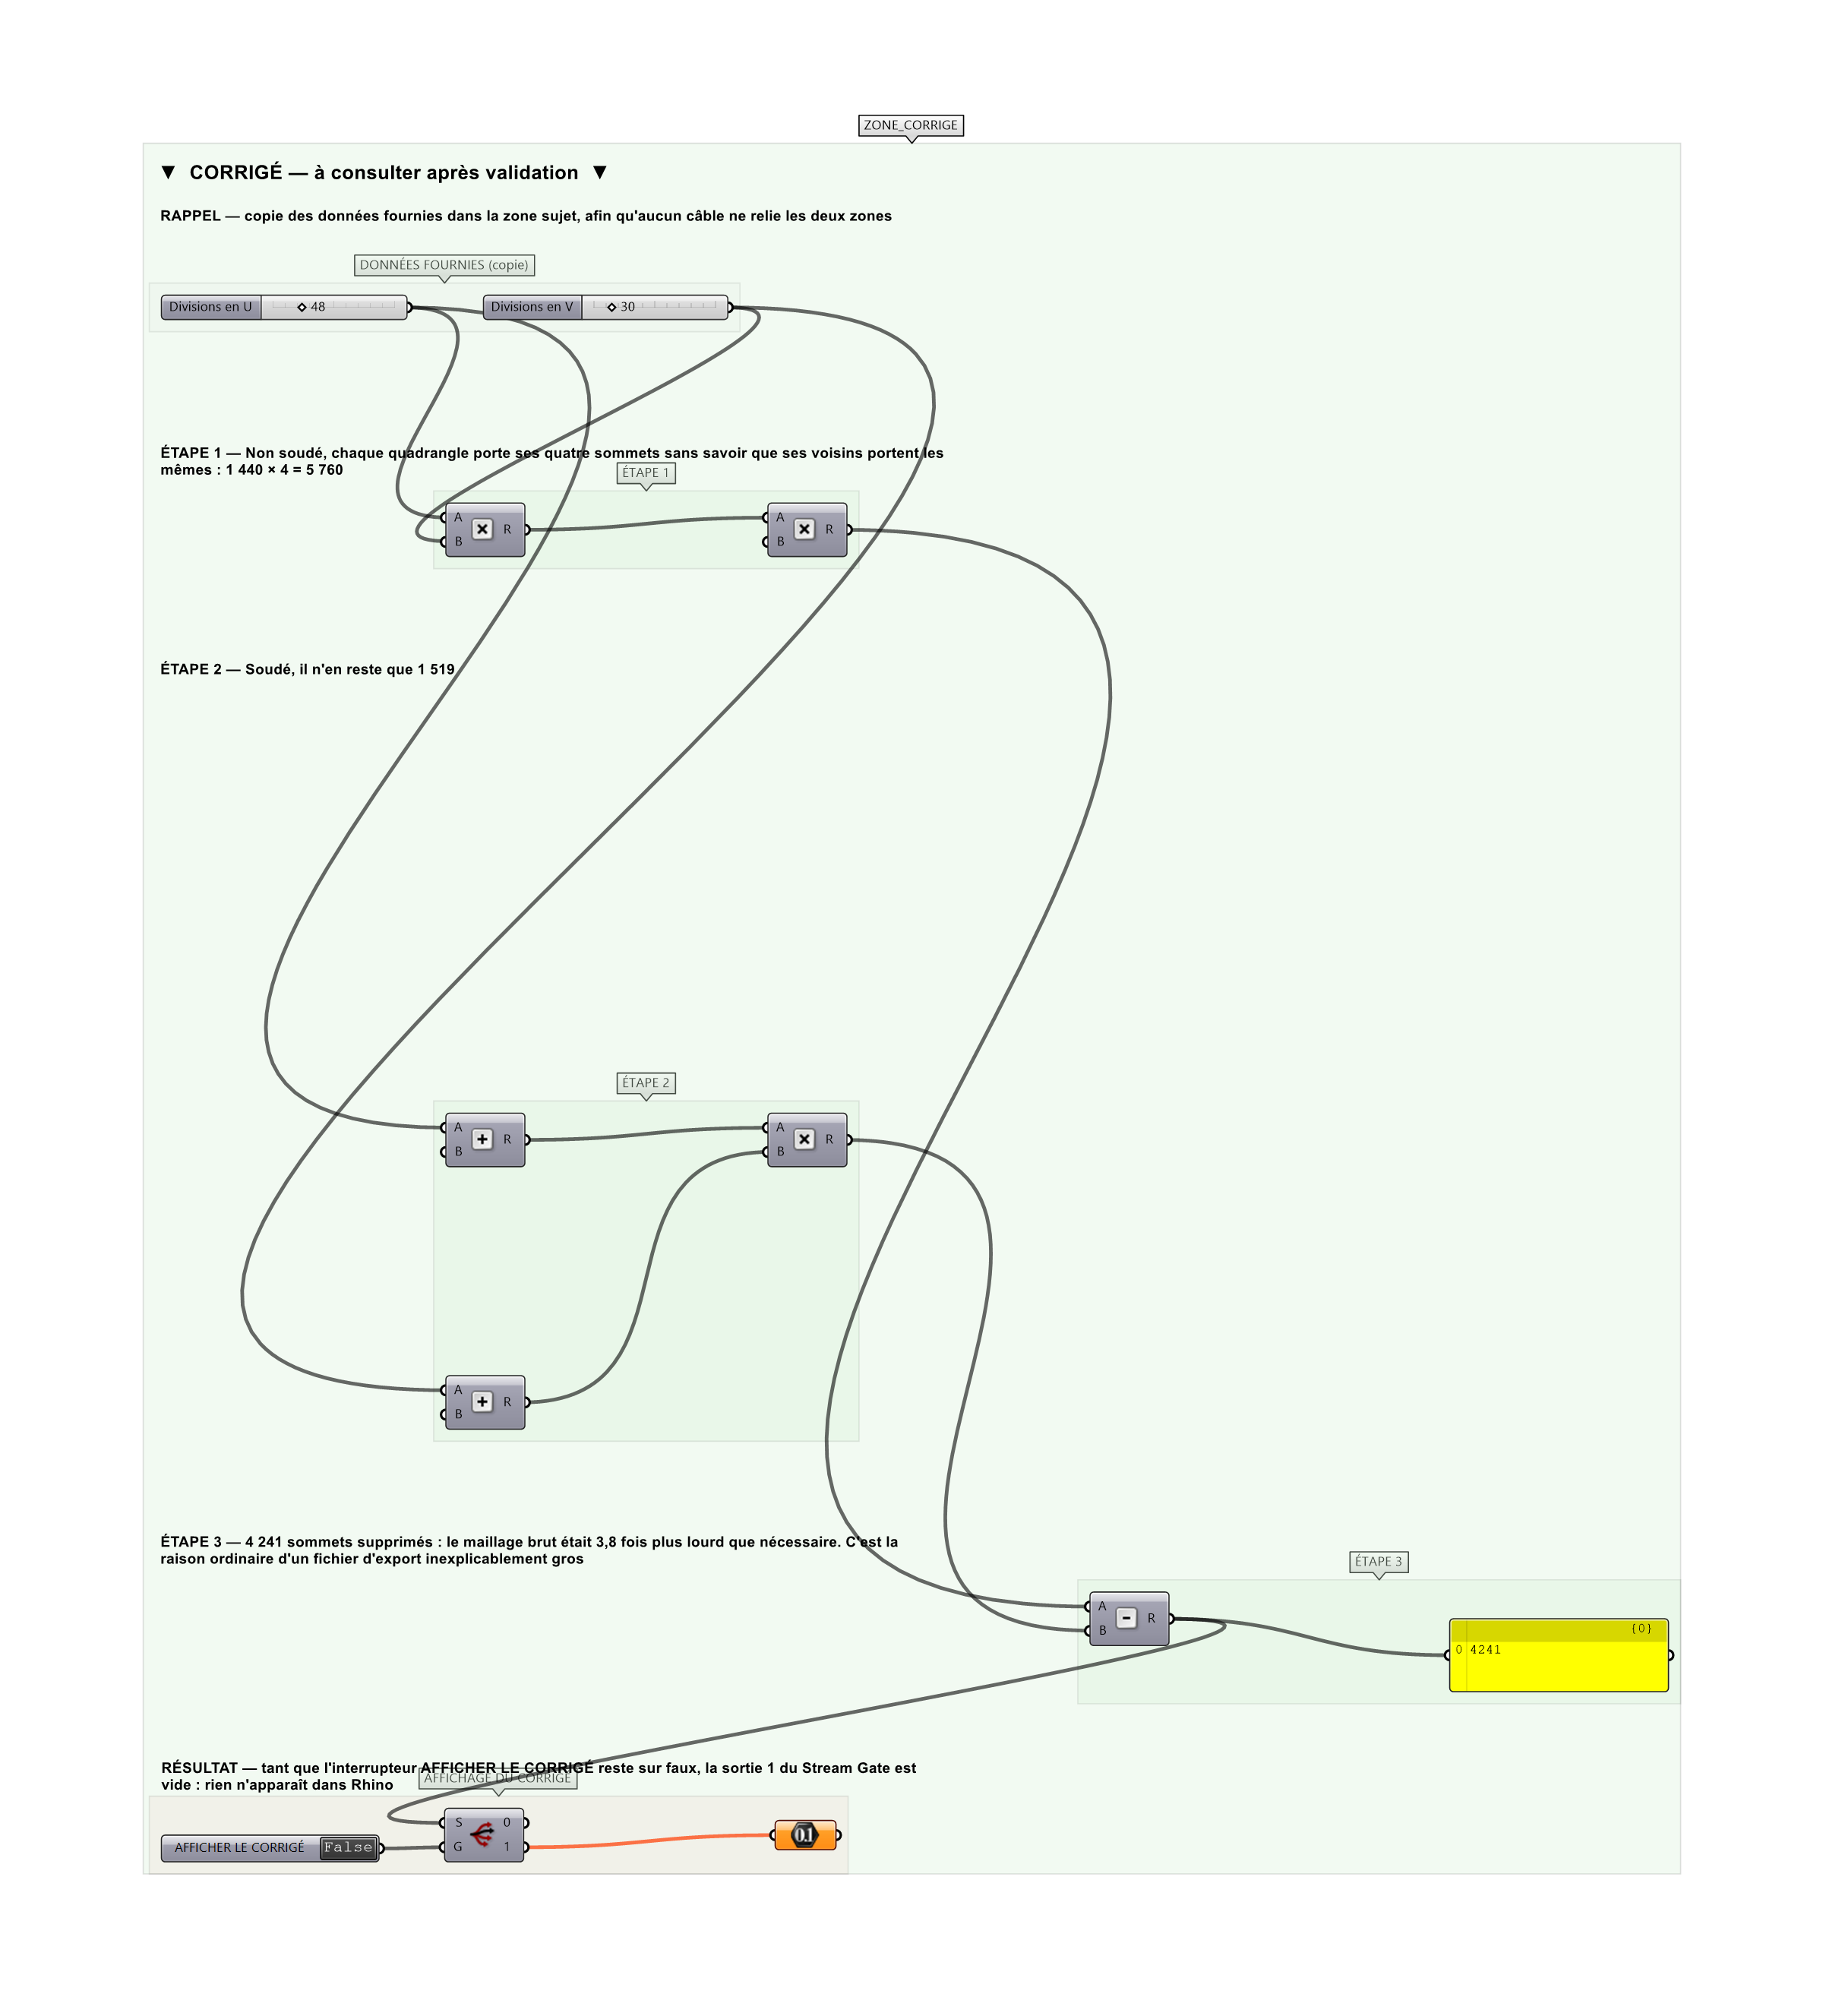 ZONE_CORRIGE
▼ CORRIGÉ — à consulter après validation ▼
RAPPEL — copie des données fournies dans la zone sujet, afin qu'aucun câble ne relie les deux zones
DONNÉES FOURNIES (copie)
Divisions en U 48
Divisions en V 30
ÉTAPE 1 — Non soudé, chaque quadrangle porte ses quatre sommets sans savoir que ses voisins portent les
mêmes : 1 440 × 4 = 5 760
ÉTAPE 1
A
B
R
A
B
R
ÉTAPE 2 — Soudé, il n'en reste que 1 519
ÉTAPE 2
A
B
R
A
B
R
A
B
R
ÉTAPE 3 — 4 241 sommets supprimés : le maillage brut était 3,8 fois plus lourd que nécessaire. C'est la
raison ordinaire d'un fichier d'export inexplicablement gros
ÉTAPE 3
A
B
R
{0}
0 4241
RÉSULTAT — tant que l'interrupteur AFFICHER LE CORRIGÉ reste sur faux, la sortie 1 du Stream Gate est
vide : rien n'apparaît dans Rhino
AFFICHAGE DU CORRIGÉ
AFFICHER LE CORRIGÉ False
S 0
G 1
0.1